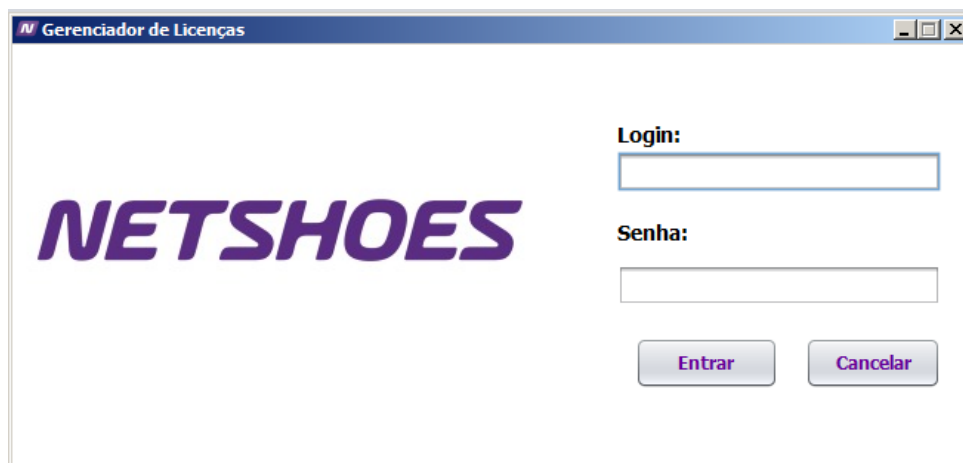 Gerenciador de Licenças
NETSHOES
Login:
Senha:
Entrar
Cancelar